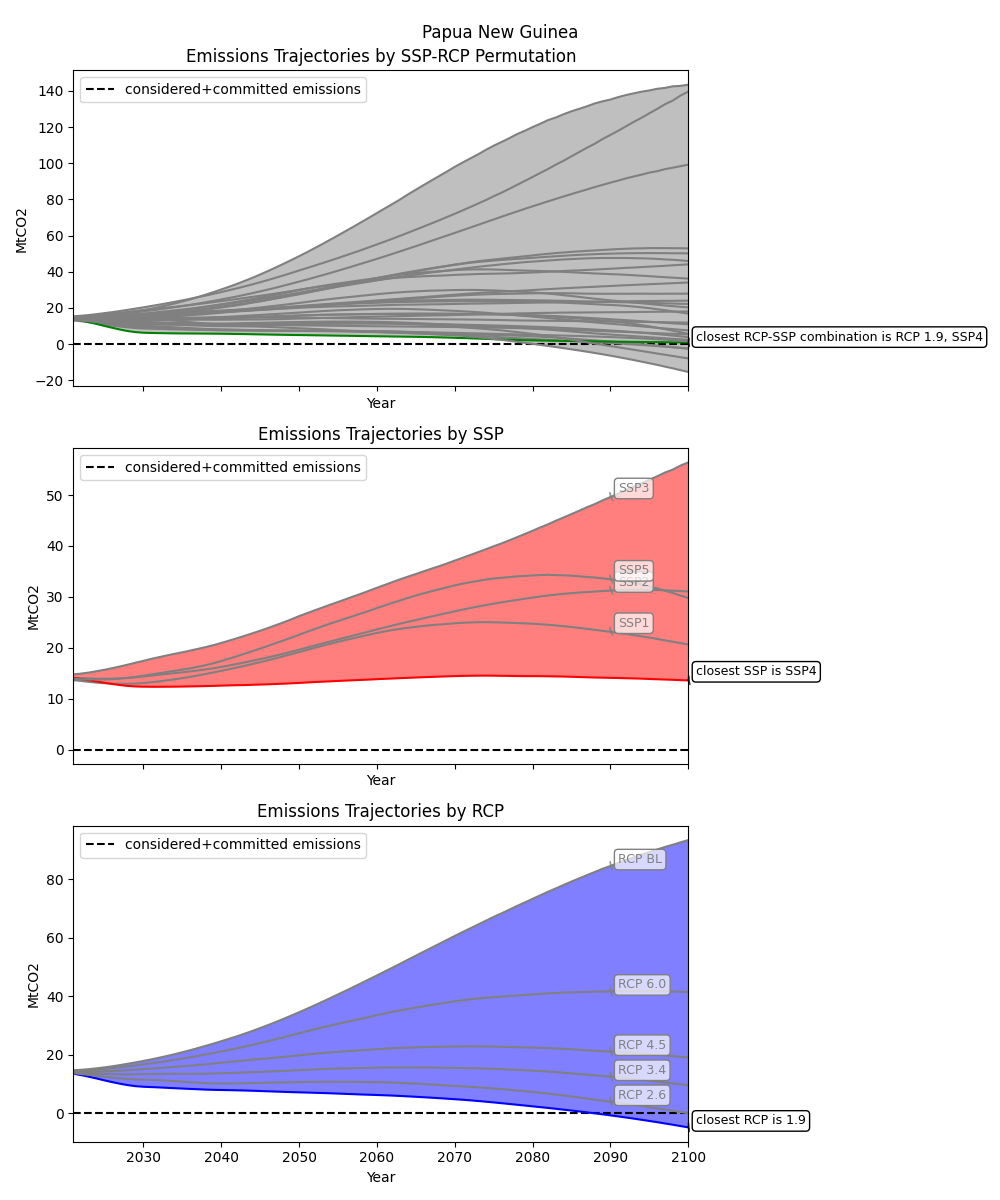 Papua New Guinea
Emissions Trajectories by SSP-RCP Permutation
considered+committed emissions
140
120
100
80
60
40
20
0
−20
MtCO2
closest RCP-SSP combination is RCP 1.9, SSP4
Year
Emissions Trajectories by SSP
considered+committed emissions
50
40
30
20
10
0
MtCO2
SSP3
SSP5
SSP2
SSP1
closest SSP is SSP4
Year
Emissions Trajectories by RCP
considered+committed emissions
80
60
40
20
0
MtCO2
RCP BL
RCP 6.0
RCP 4.5
RCP 3.4
RCP 2.6
closest RCP is 1.9
2030 2040 2050 2060 2070 2080 2090 2100
Year